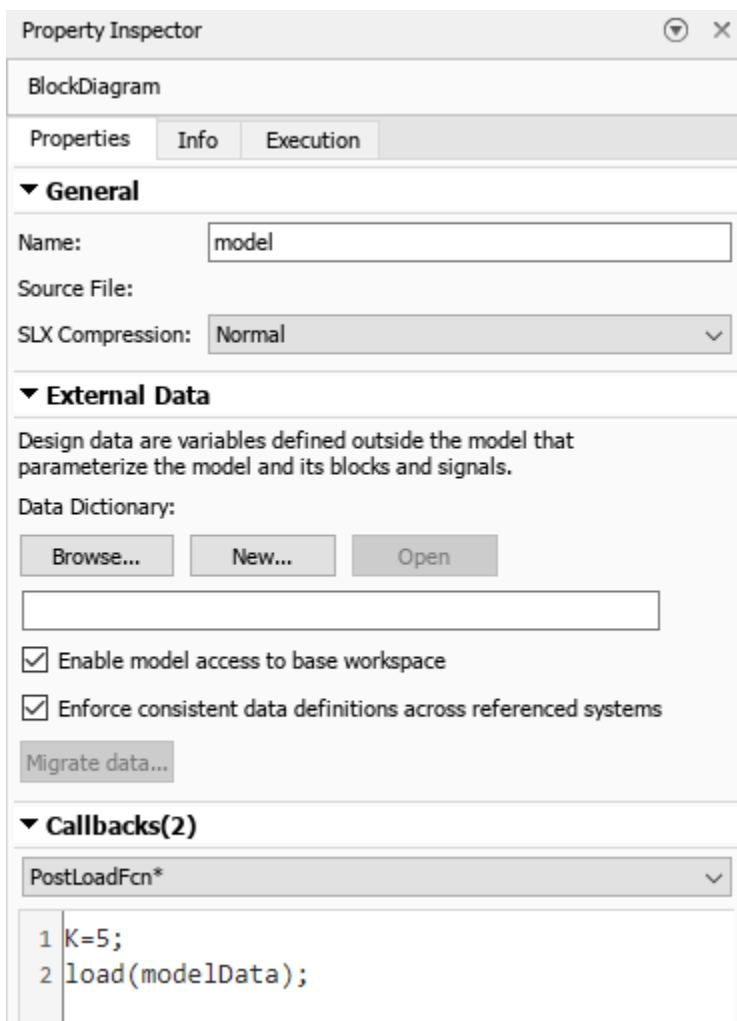 Property Inspector
BlockDiagram
Properties Info Execution
General
Name: model
Source File:
SLX Compression: Normal
External Data
Design data are variables defined outside the model that
parameterize the model and its blocks and signals.
Data Dictionary:
Browse... New... Open
Enable model access to base workspace
Enforce consistent data definitions across referenced systems
Migrate data...
Callbacks(2)
PostLoadFcn*
1 K=5;
2 load(modelData);